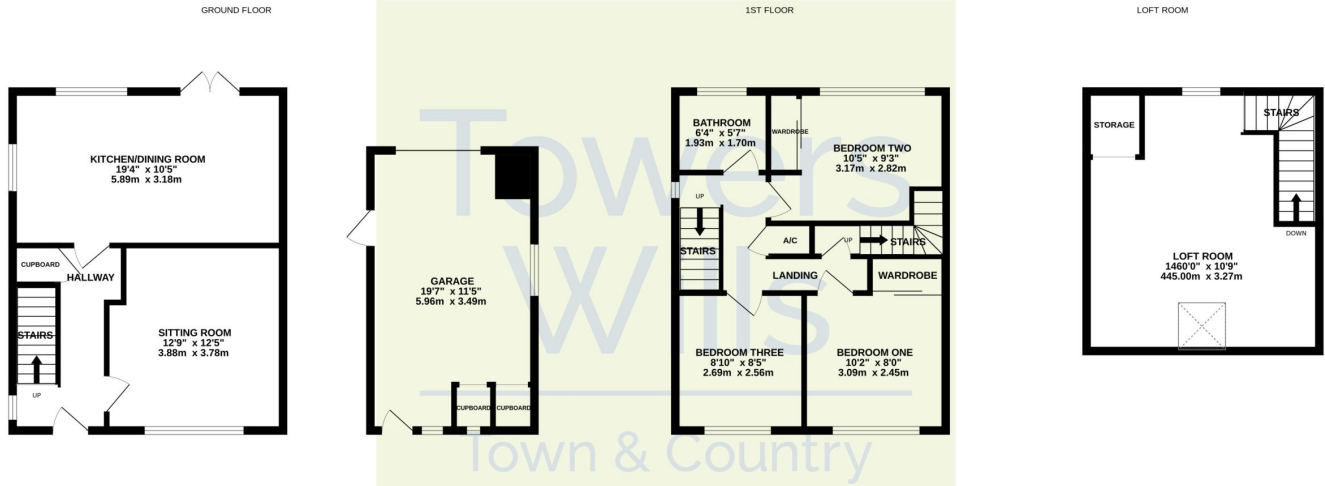 GROUND FLOOR
1ST FLOOR
LOFT ROOM
KITCHEN/DINING ROOM
19'4" x 10'5"
5.89m x 3.18m
CUPBOARD
HALLWAY
STAIRS
UP
SITTING ROOM
12'9" x 12'5"
3.88m x 3.78m
GARAGE
19'7" x 11'5"
5.96m x 3.49m
CUPBOARD
CUPBOARD
BATHROOM
6'4" x 5'7"
1.93m x 1.70m
WARDROBE
BEDROOM TWO
10'5" x 9'3"
3.17m x 2.82m
UP
STAIRS
A/C
UP
STAIRS
LANDING
WARDROBE
BEDROOM THREE
8'10" x 8'5"
2.69m x 2.56m
BEDROOM ONE
10'2" x 8'0"
3.09m x 2.45m
STORAGE
STAIRS
DOWN
LOFT ROOM
1460'0" x 10'9"
445.00m x 3.27m
Towers
Wills
Town & Country